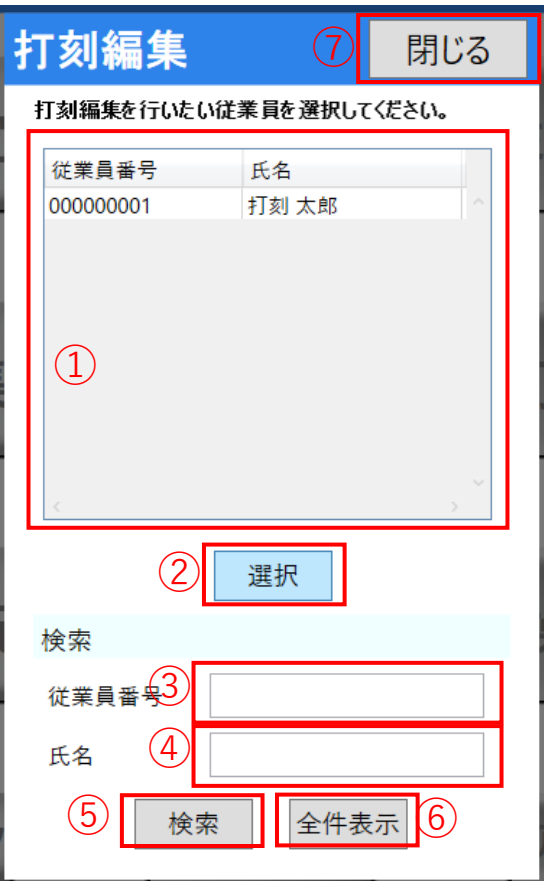 打刻編集 ⑦ 閉じる
打刻編集を行いたい従業員を選択してください。
従業員番号 氏名
000000001 打刻 太郎
①
② 選択
検索
従業員番号 ③
氏名 ④
⑤ 検索 全件表示 ⑥